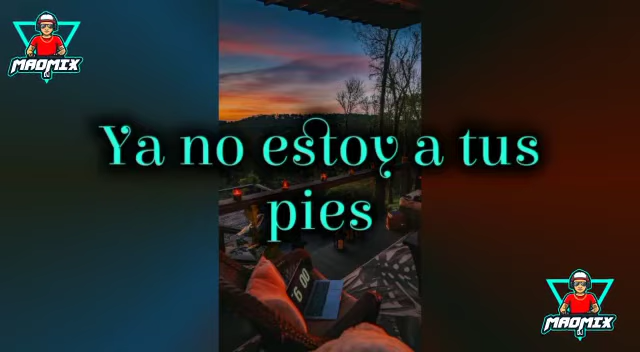 MAOMIX
Ya no estoy a tus
pies
6 00
MAOMIX